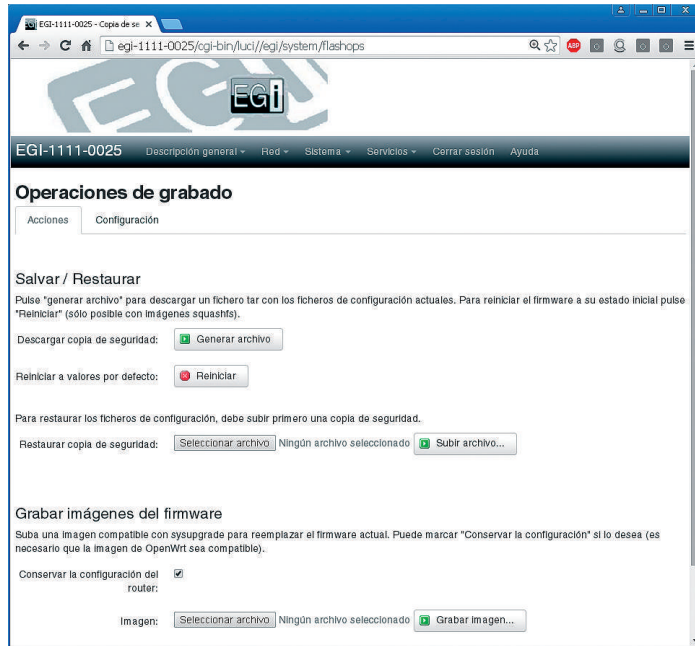 EGI-1111-0025 - Copia de se
egi-1111-0025/cgi-bin/luci//egi/system/flashops
ABP
EGi
EGi
EGI-1111-0025 Descripción general Red Sistema Servicios Cerrar sesión Ayuda
Operaciones de grabado
Acciones Configuración
Salvar / Restaurar
Pulse "generar archivo" para descargar un fichero tar con los ficheros de configuración actuales. Para reiniciar el firmware a su estado inicial pulse
"Reiniciar" (sólo posible con imágenes squashfs).
Descargar copia de seguridad: Generar archivo
Reiniciar a valores por defecto: Reiniciar
Para restaurar los ficheros de configuración, debe subir primero una copia de seguridad.
Restaurar copia de seguridad: Seleccionar archivo Ningún archivo seleccionado Subir archivo...
Grabar imágenes del firmware
Suba una imagen compatible con sysupgrade para reemplazar el firmware actual. Puede marcar "Conservar la configuración" si lo desea (es
necesario que la imagen de OpenWrt sea compatible).
Conservar la configuración del
router:
Imagen: Seleccionar archivo Ningún archivo seleccionado Grabar imagen...